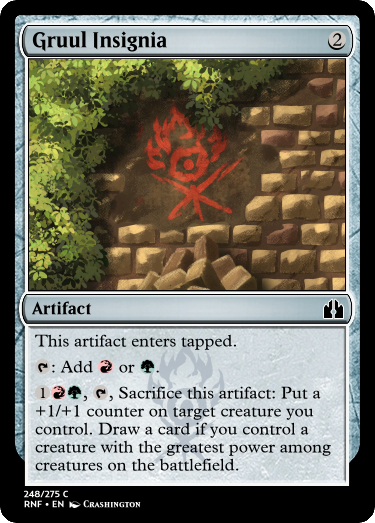 Gruul Insignia 2
Artifact
This artifact enters tapped.
: Add or .
1 , , Sacrifice this artifact: Put a
+1/+1 counter on target creature you
control. Draw a card if you control a
creature with the greatest power among
creatures on the battlefield.
248/275 C
RNF • EN Crashington